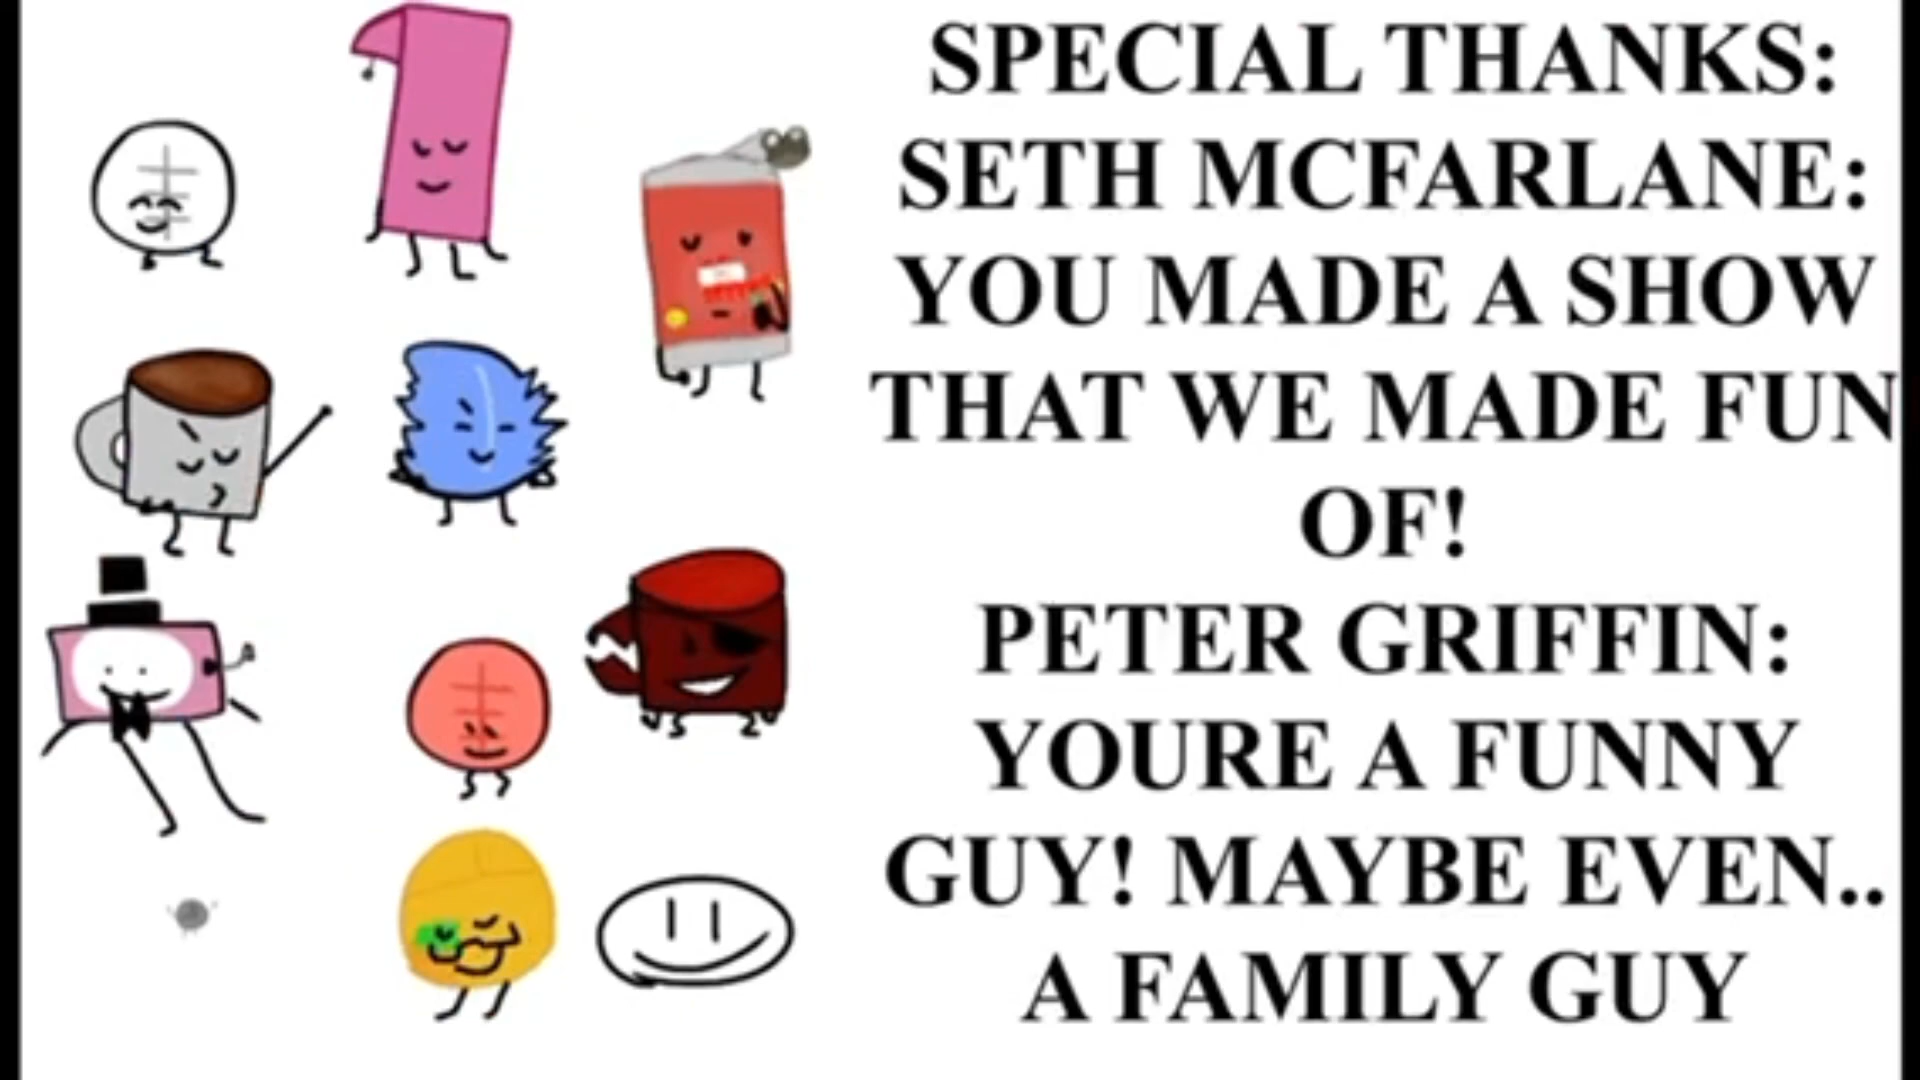 SPECIAL THANKS:
SETH MCFARLANE:
YOU MADE A SHOW
THAT WE MADE FUN
OF!
PETER GRIFFIN:
YOURE A FUNNY
GUY! MAYBE EVEN..
A FAMILY GUY